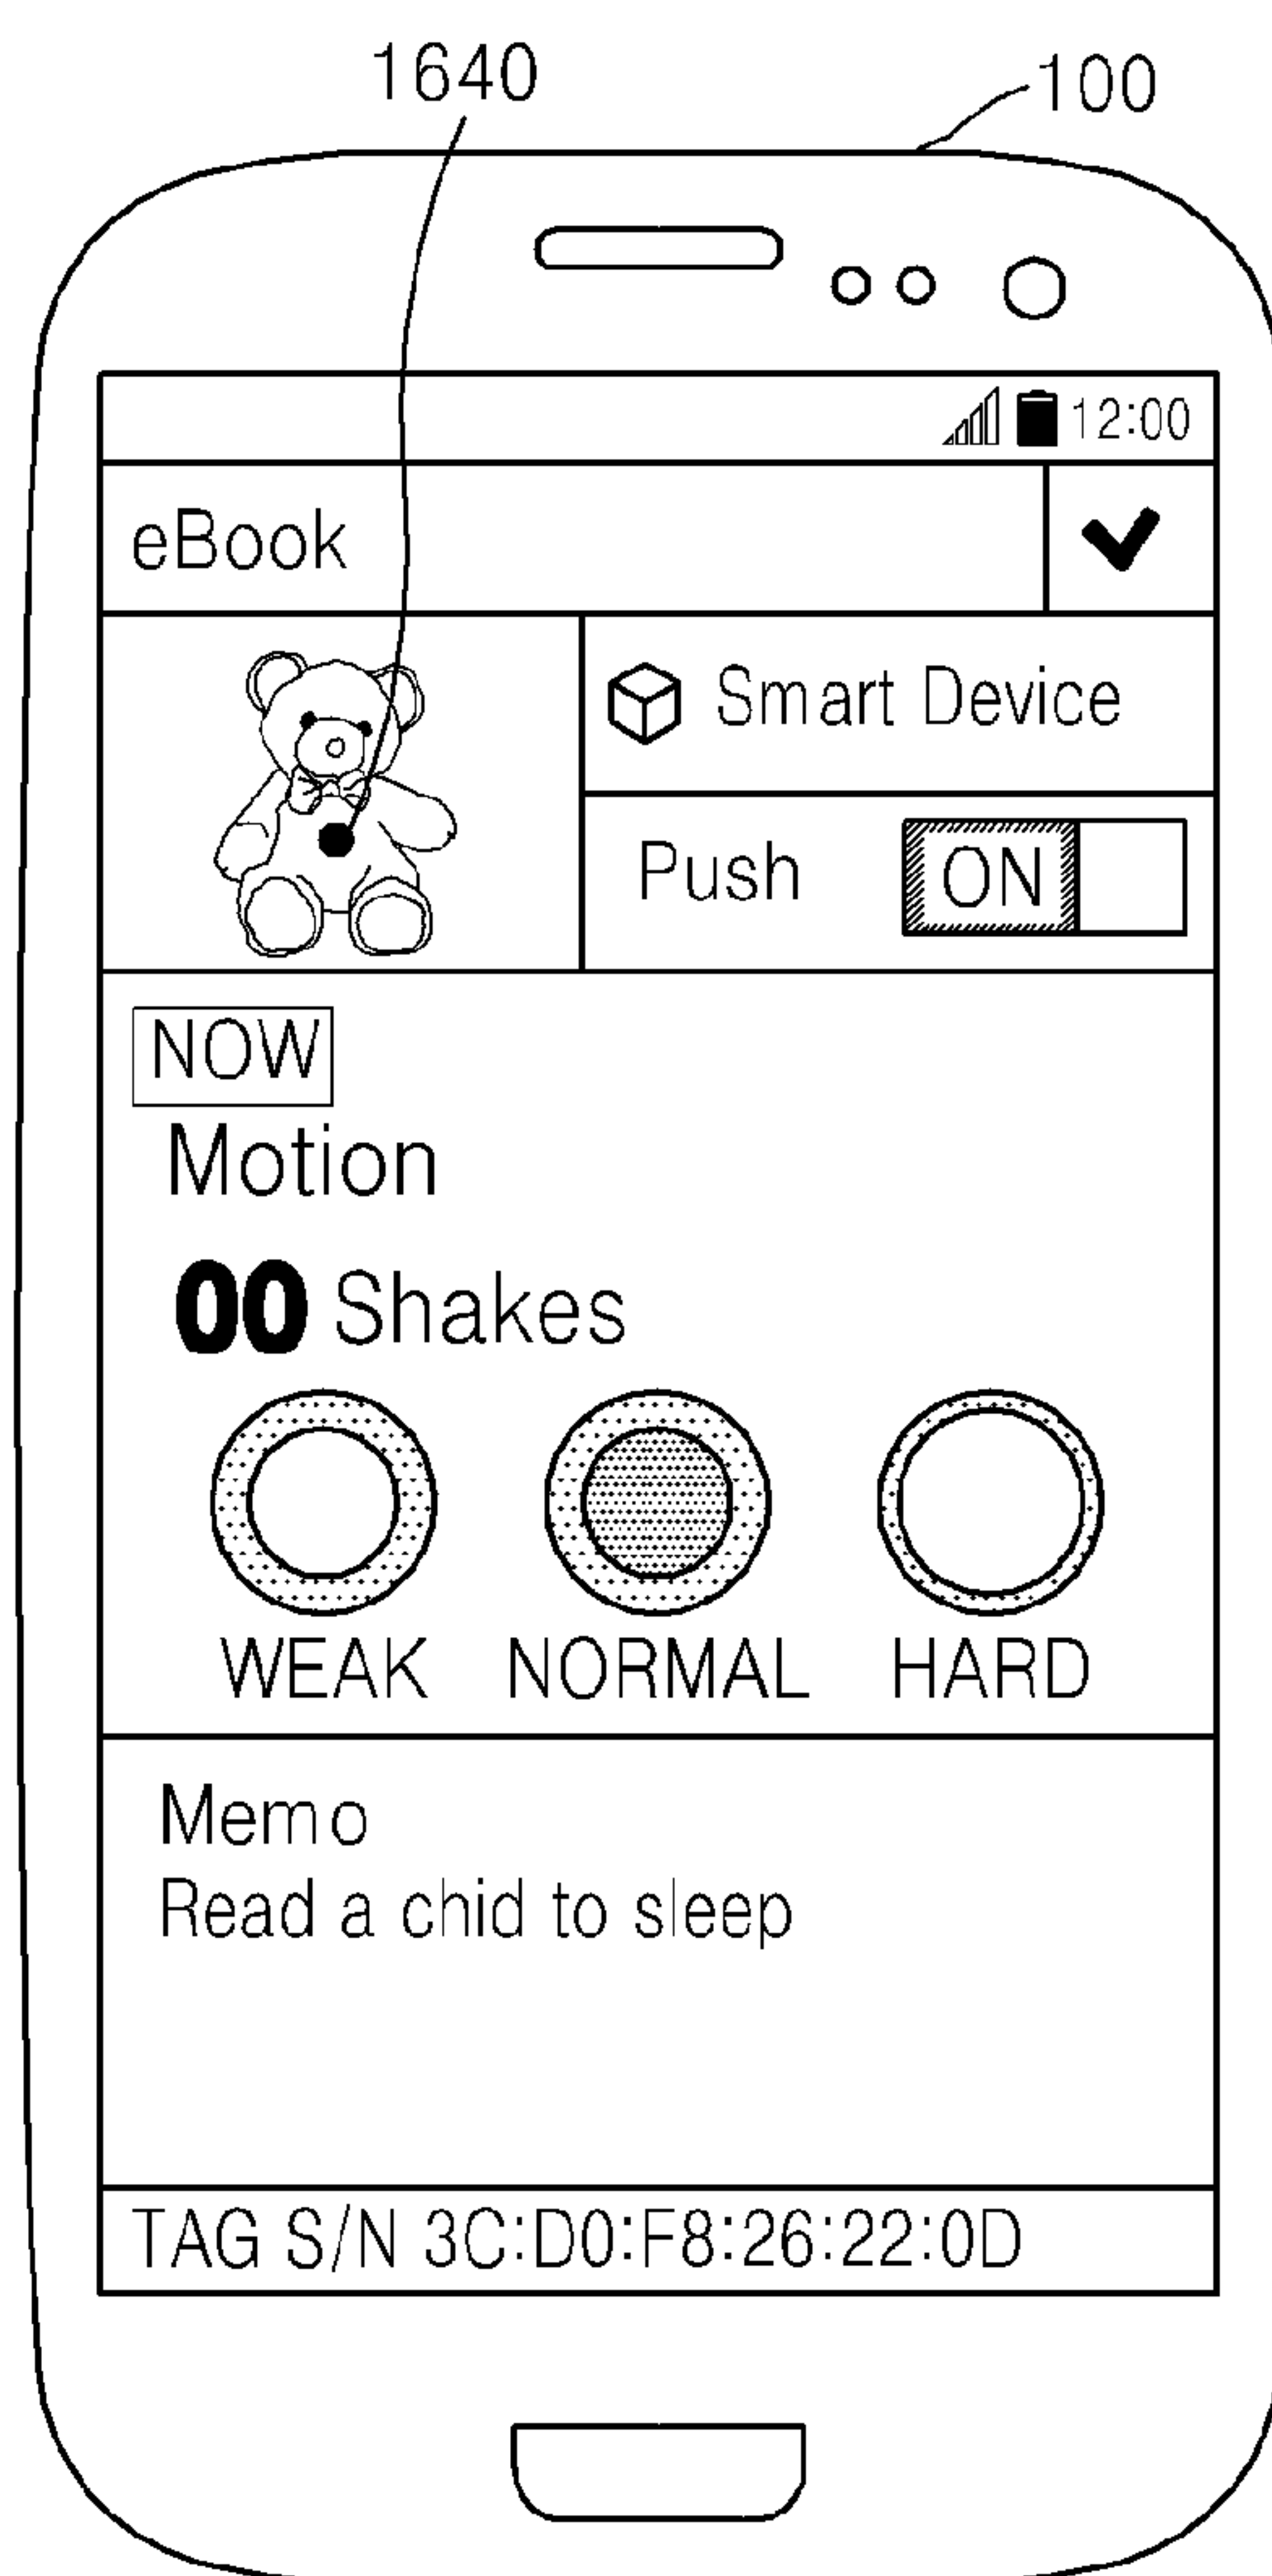 1640
100
12:00
eBook
Smart Device
Push ON
NOW
Motion
00 Shakes
WEAK NORMAL HARD
Memo
Read a chid to sleep
TAG S/N 3C:D0:F8:26:22:0D